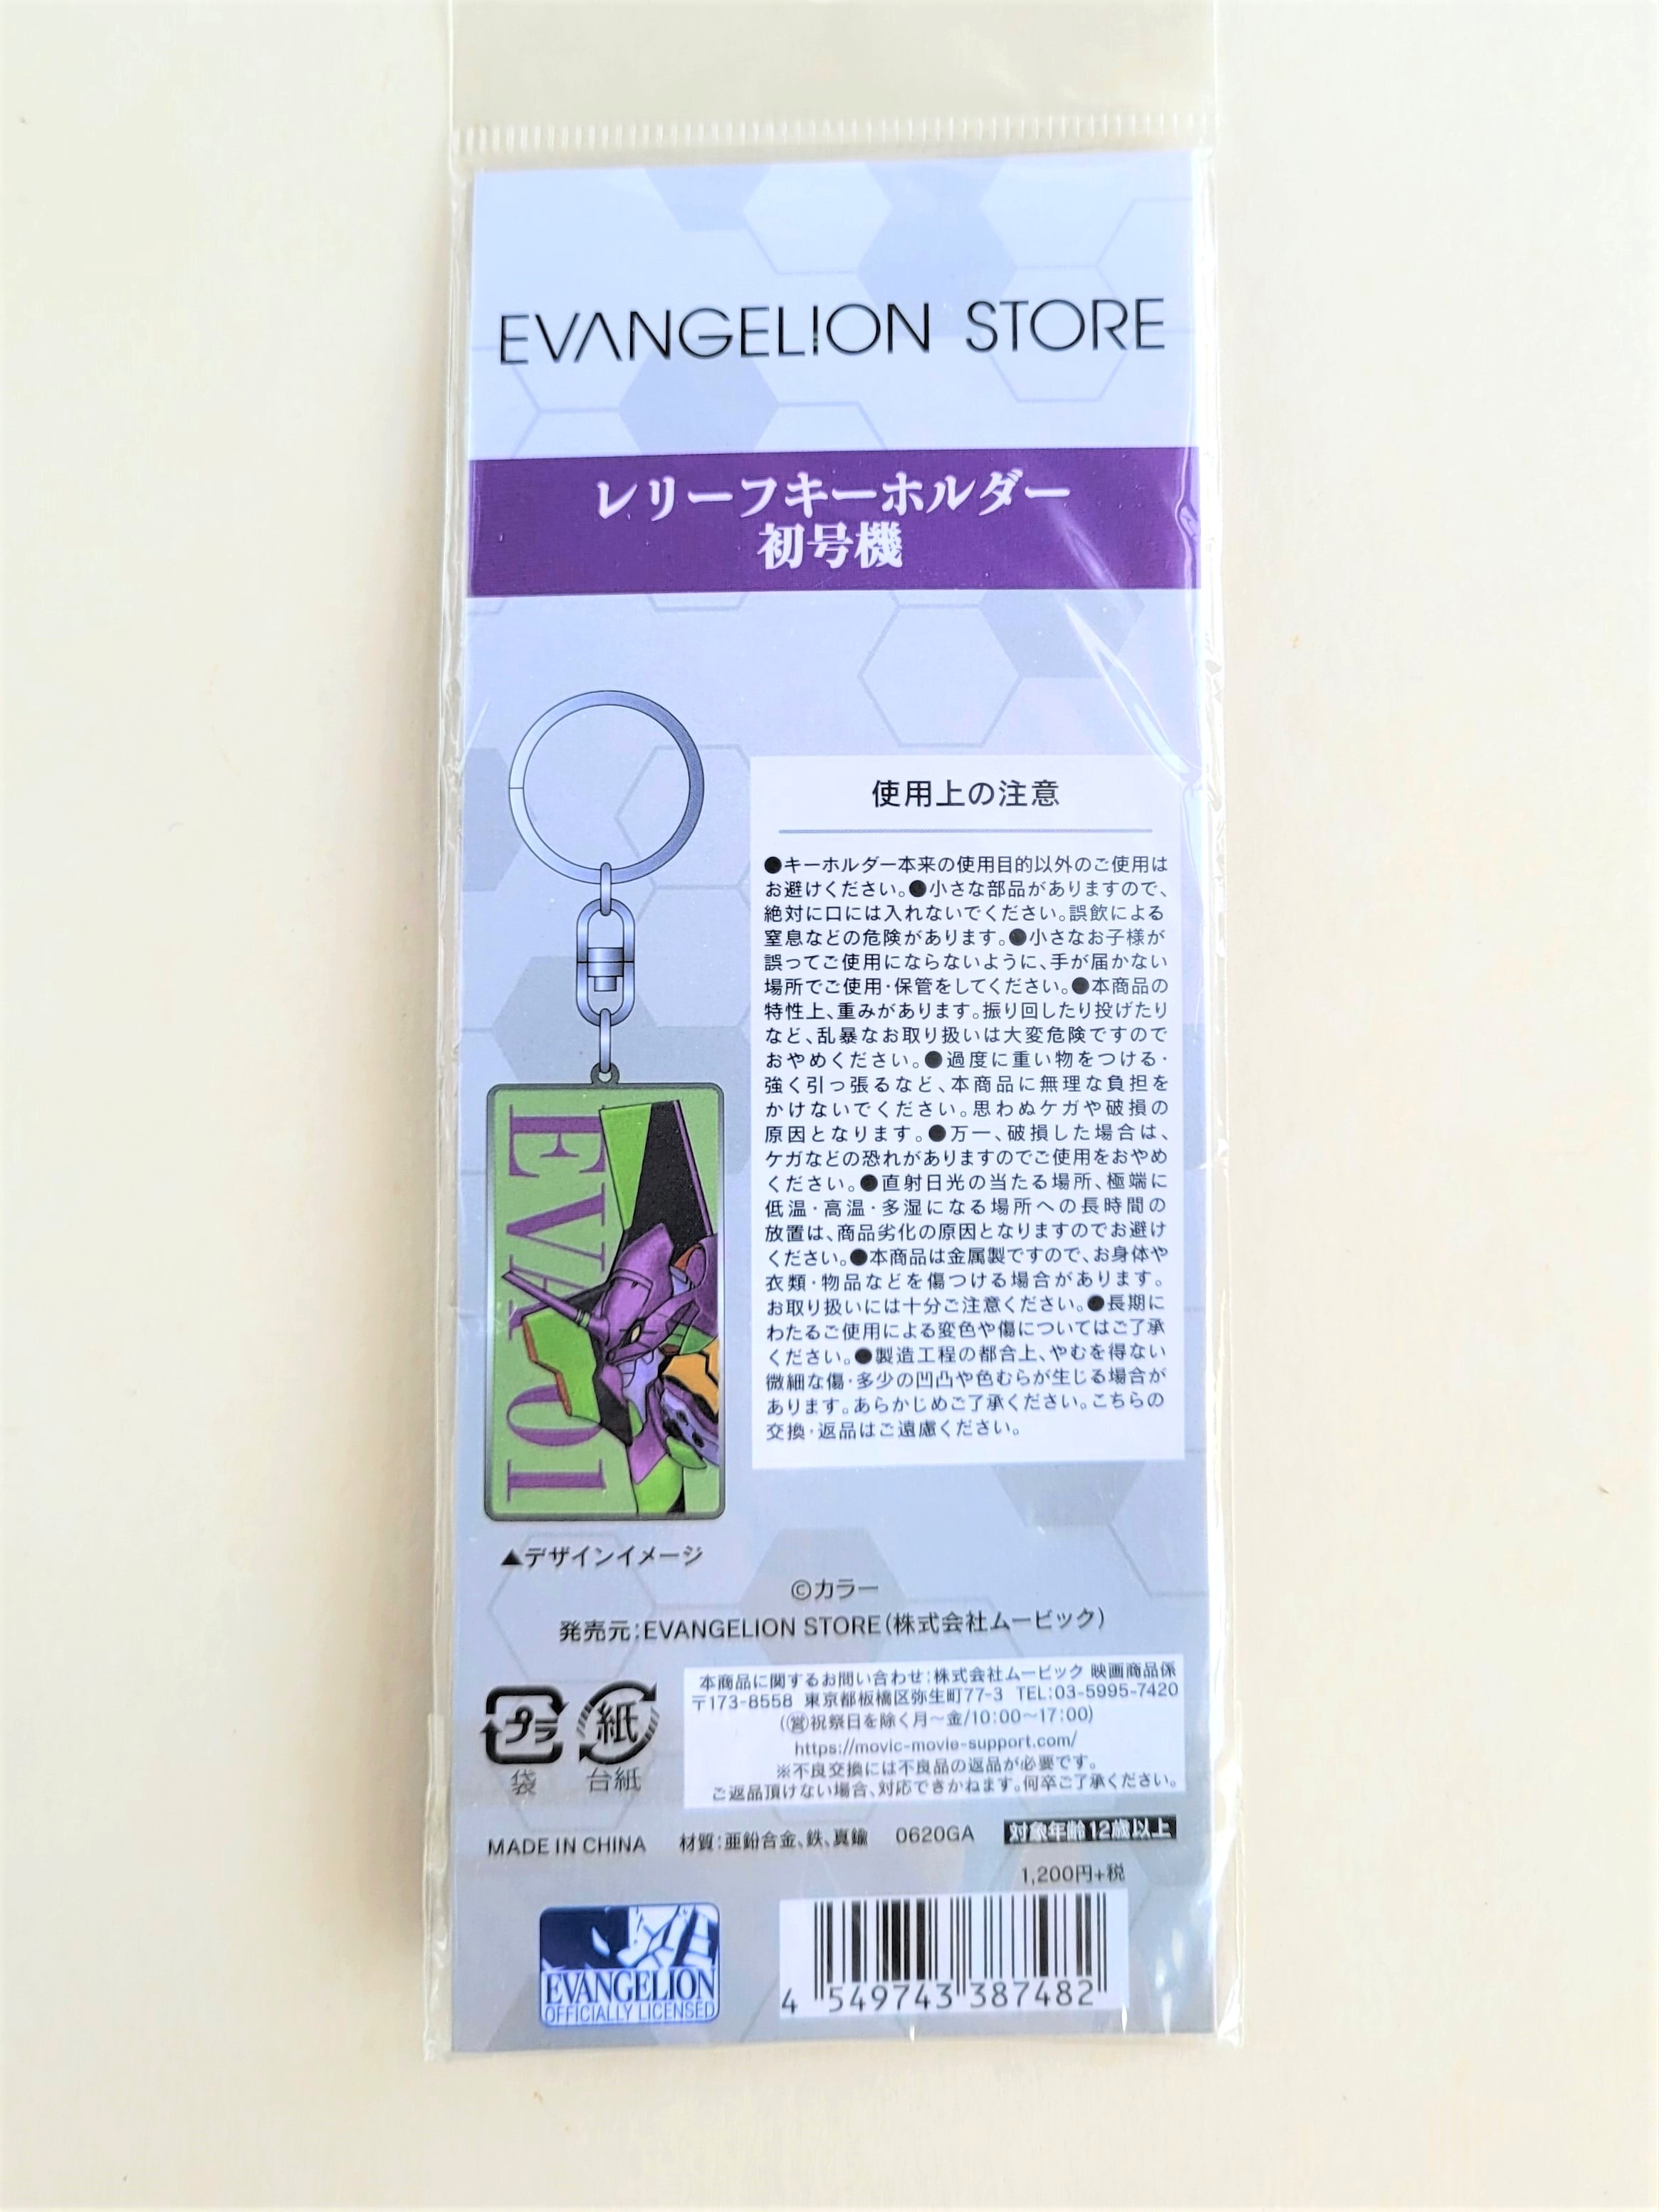 EVANGELION STORE
レリーフキーホルダー
初号機
使用上の注意
●キーホルダー本来の使用目的以外のご使用は
お避けください。●小さな部品がありますので、
絶対に口には入れないでください。誤飲による
窒息などの危険があります。●小さなお子様が
誤ってご使用にならないように、手が届かない
場所でご使用・保管をしてください。●本商品の
特性上、重みがあります。振り回したり投げたり
など、乱暴なお取り扱いは大変危険ですので
おやめください。●過度に重い物をつける・
強く引っ張るなど、本商品に無理な負担を
かけないでください。思わぬケガや破損の
原因となります。●万一、破損した場合は、
ケガなどの恐れがありますのでご使用をおやめ
ください。●直射日光の当たる場所、極端に
低温・高温・多湿になる場所への長時間の
放置は、商品劣化の原因となりますのでお避け
ください。●本商品は金属製ですので、お身体や
衣類・物品などを傷つける場合があります。
お取り扱いには十分ご注意ください。●長期に
わたるご使用による変色や傷についてはご了承
ください。●製造工程の都合上、やむを得ない
微細な傷・多少の凹凸や色むらが生じる場合が
あります。あらかじめご了承ください。こちらの
交換・返品はご遠慮ください。
EVA 01
▲デザインイメージ
©カラー
発売元:EVANGELION STORE(株式会社ムービック)
プラ
袋
紙
台紙
本商品に関するお問い合わせ:株式会社ムービック 映画商品係
〒173-8558 東京都板橋区弥生町77-3 TEL:03-5995-7420
(㊡祝祭日を除く月〜金/10:00〜17:00)
https://movic-movie-support.com/
※不良交換には不良品の返品が必要です。
ご返品頂けない場合、対応できかねます。何卒ご了承ください。
MADE IN CHINA 材質:亜鉛合金、鉄、真鍮 0620GA 対象年齢12歳以上
1,200円+税
EVANGELION
OFFICIALLY LICENSED
4 549743 387482